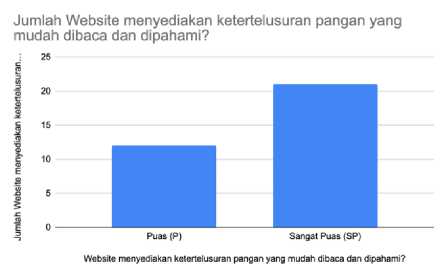 Jumlah Website menyediakan ketertelusuran pangan yang
mudah dibaca dan dipahami?
Jumlah Website menyediakan ketertelusuran...
25
20
15
10
5
0
Puas (P)
Sangat Puas (SP)
Website menyediakan ketertelusuran pangan yang mudah dibaca dan dipahami?